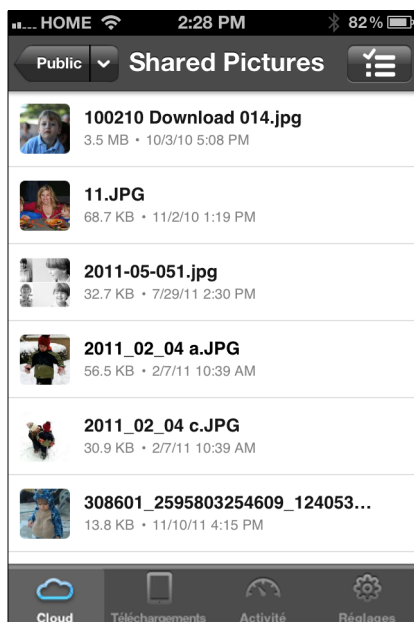 HOME 2:28 PM 82%
Public Shared Pictures
100210 Download 014.jpg
3.5 MB • 10/3/10 5:08 PM
11.JPG
68.7 KB • 11/2/10 1:19 PM
2011-05-051.jpg
32.7 KB • 7/29/11 2:30 PM
2011_02_04 a.JPG
56.5 KB • 2/7/11 10:39 AM
2011_02_04 c.JPG
30.9 KB • 2/7/11 10:39 AM
308601_2595803254609_124053...
13.8 KB • 11/10/11 4:15 PM
Cloud Téléchargements Activité Réglages